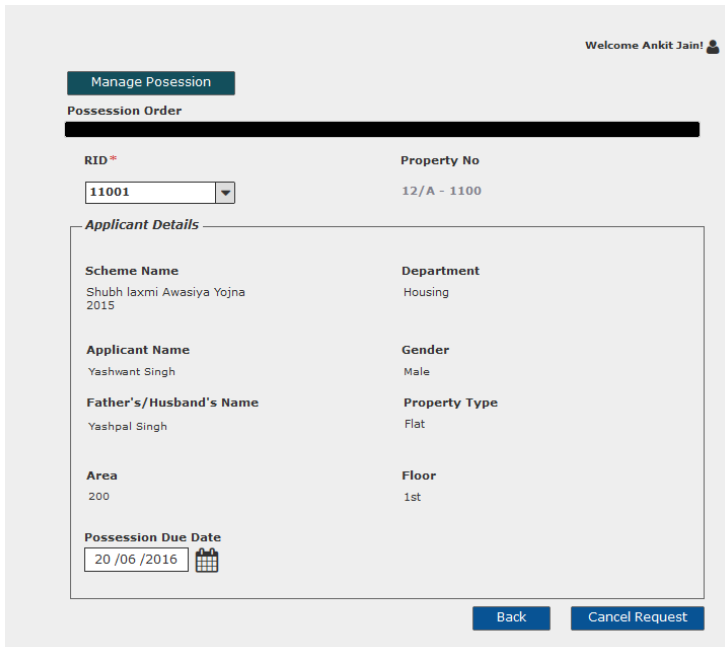 Welcome Ankit Jain!
Manage Posession
Possession Order
RID* Property No
11001 12/A - 1100
Applicant Details
Scheme Name Department
Shubh laxmi Awasiya Yojna Housing
2015
Applicant Name Gender
Yashwant Singh Male
Father's/Husband's Name Property Type
Yashpal Singh Flat
Area Floor
200 1st
Possession Due Date
20 /06 /2016
Back Cancel Request